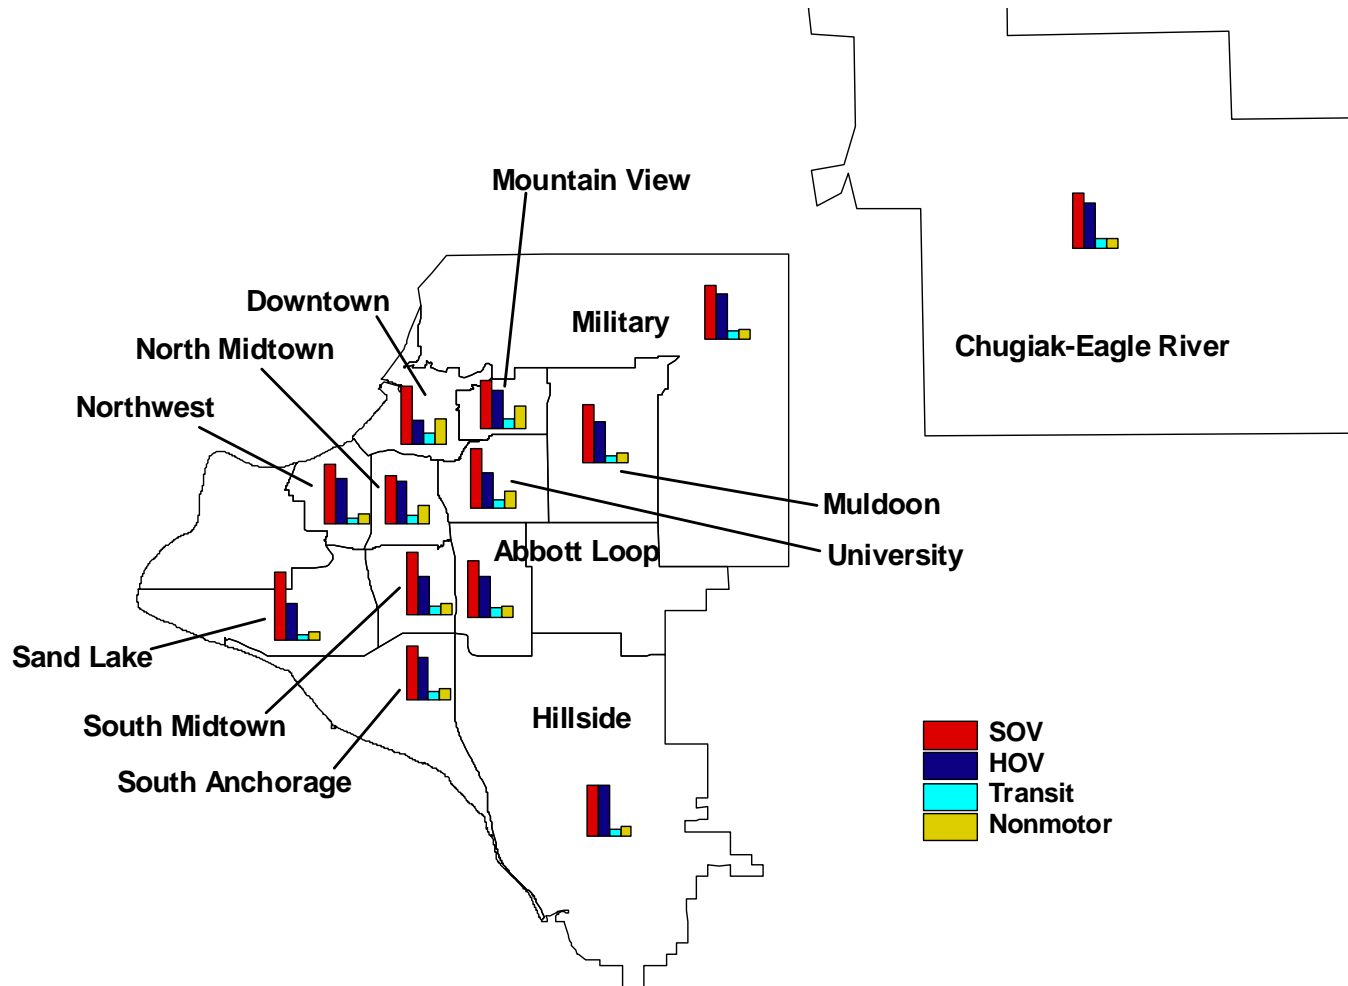 Mountain View
Downtown
Military
North Midtown
Chugiak-Eagle River
Northwest
Muldoon
Abbott Loop
University
Sand Lake
South Midtown
Hillside
South Anchorage
SOV
HOV
Transit
Nonmotor